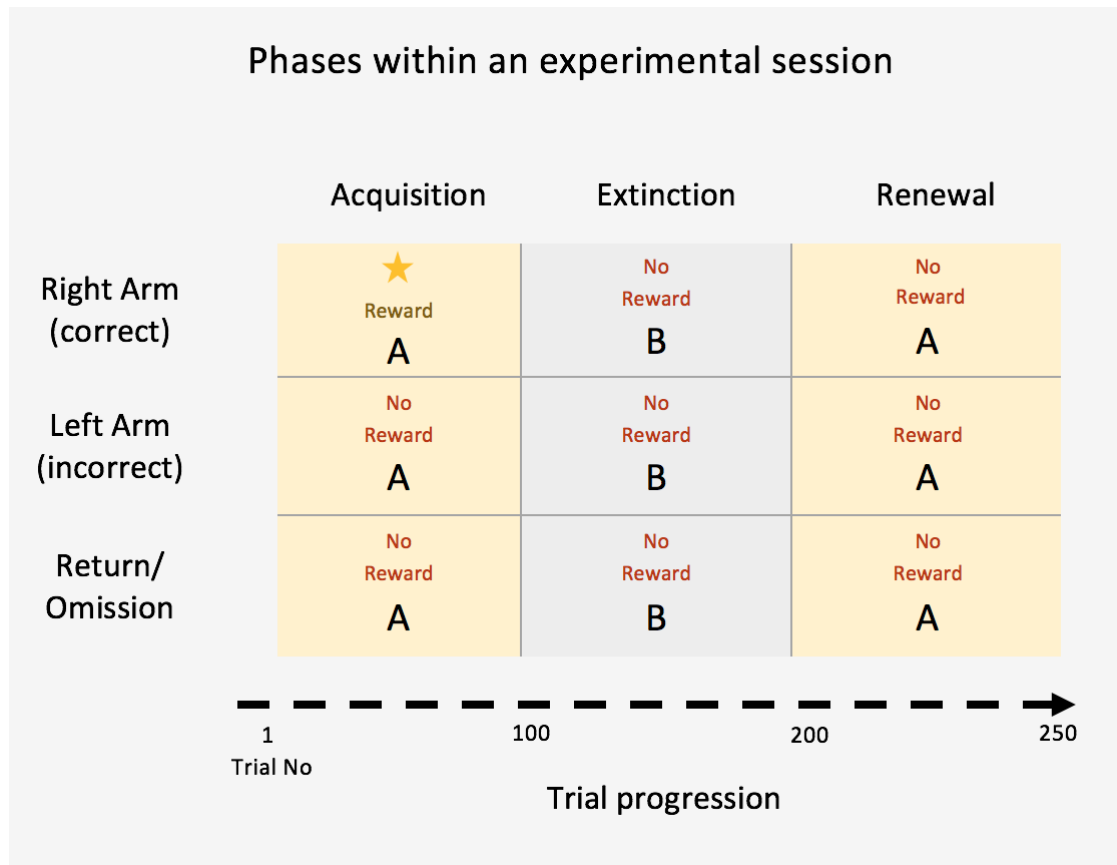 Phases within an experimental session
Acquisition
Extinction
Renewal
Right Arm
(correct)
Reward
A
No
Reward
B
No
Reward
A
Left Arm
(incorrect)
No
Reward
A
No
Reward
B
No
Reward
A
Return/
Omission
No
Reward
A
No
Reward
B
No
Reward
A
1
100
200
250
Trial No
Trial progression